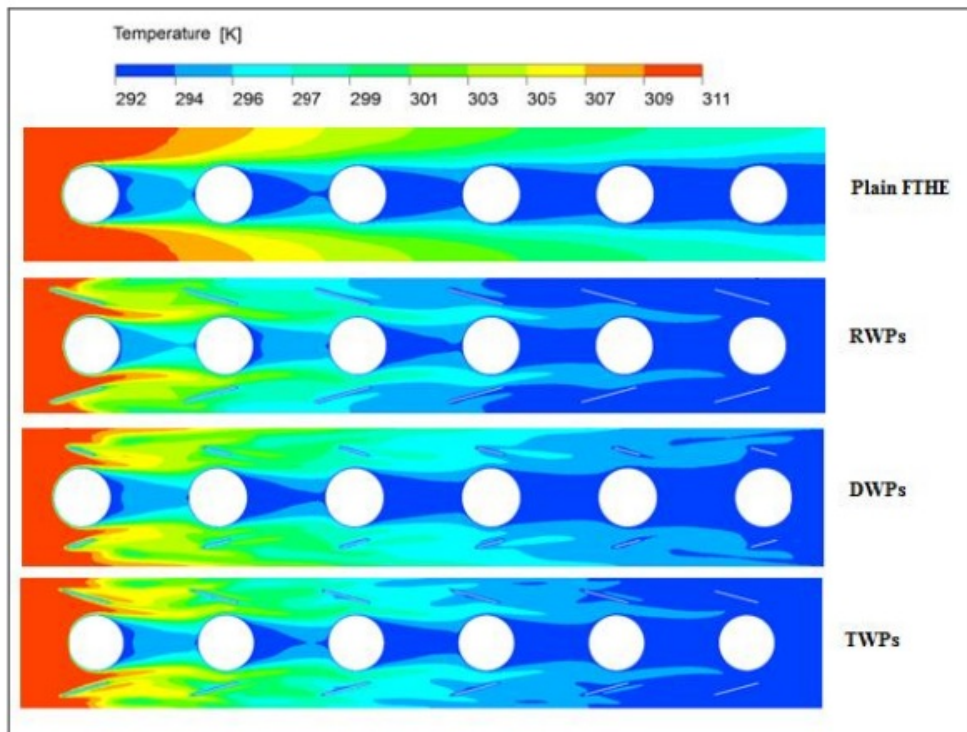 Temperature [K]
292 294 296 297 299 301 303 305 307 309 311
Plain FTHE
RWPs
DWPs
TWPs